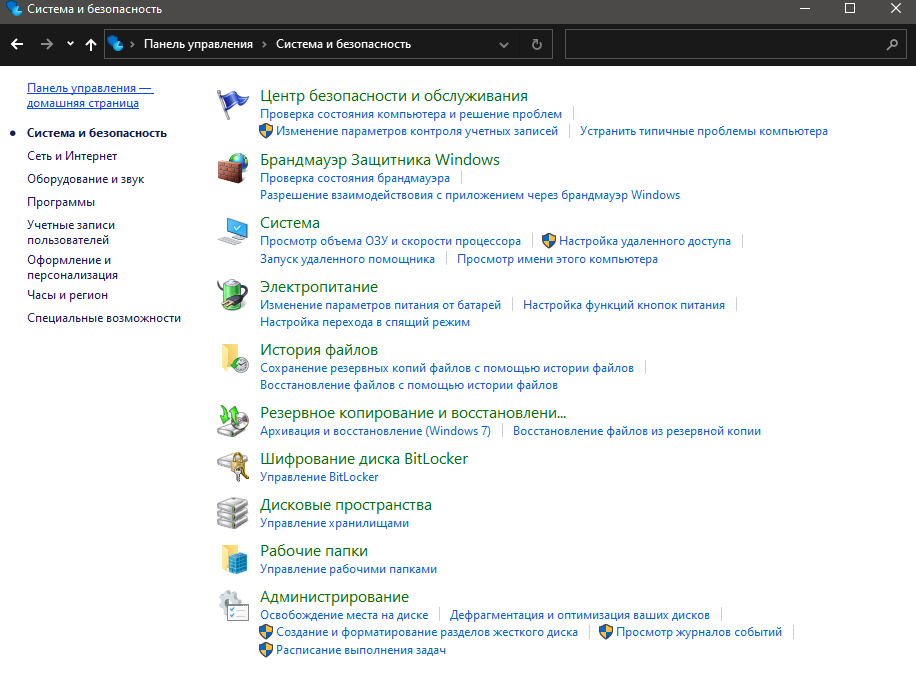 Система и безопасность
Панель управления › Система и безопасность
Панель управления —
домашняя страница
Система и безопасность
Сеть и Интернет
Оборудование и звук
Программы
Учетные записи
пользователей
Оформление и
персонализация
Часы и регион
Специальные возможности
Центр безопасности и обслуживания
Проверка состояния компьютера и решение проблем
Изменение параметров контроля учетных записей
Устранить типичные проблемы компьютера
Брандмауэр Защитника Windows
Проверка состояния брандмауэра
Разрешение взаимодействовия с приложением через брандмауэр Windows
Система
Просмотр объема ОЗУ и скорости процессора
Настройка удаленного доступа
Запуск удаленного помощника
Просмотр имени этого компьютера
Электропитание
Изменение параметров питания от батарей
Настройка функций кнопок питания
Настройка перехода в спящий режим
История файлов
Сохранение резервных копий файлов с помощью истории файлов
Восстановление файлов с помощью истории файлов
Резервное копирование и восстановлени...
Архивация и восстановление (Windows 7)
Восстановление файлов из резервной копии
Шифрование диска BitLocker
Управление BitLocker
Дисковые пространства
Управление хранилищами
Рабочие папки
Управление рабочими папками
Администрирование
Освобождение места на диске
Дефрагментация и оптимизация ваших дисков
Создание и форматирование разделов жесткого диска
Просмотр журналов событий
Расписание выполнения задач